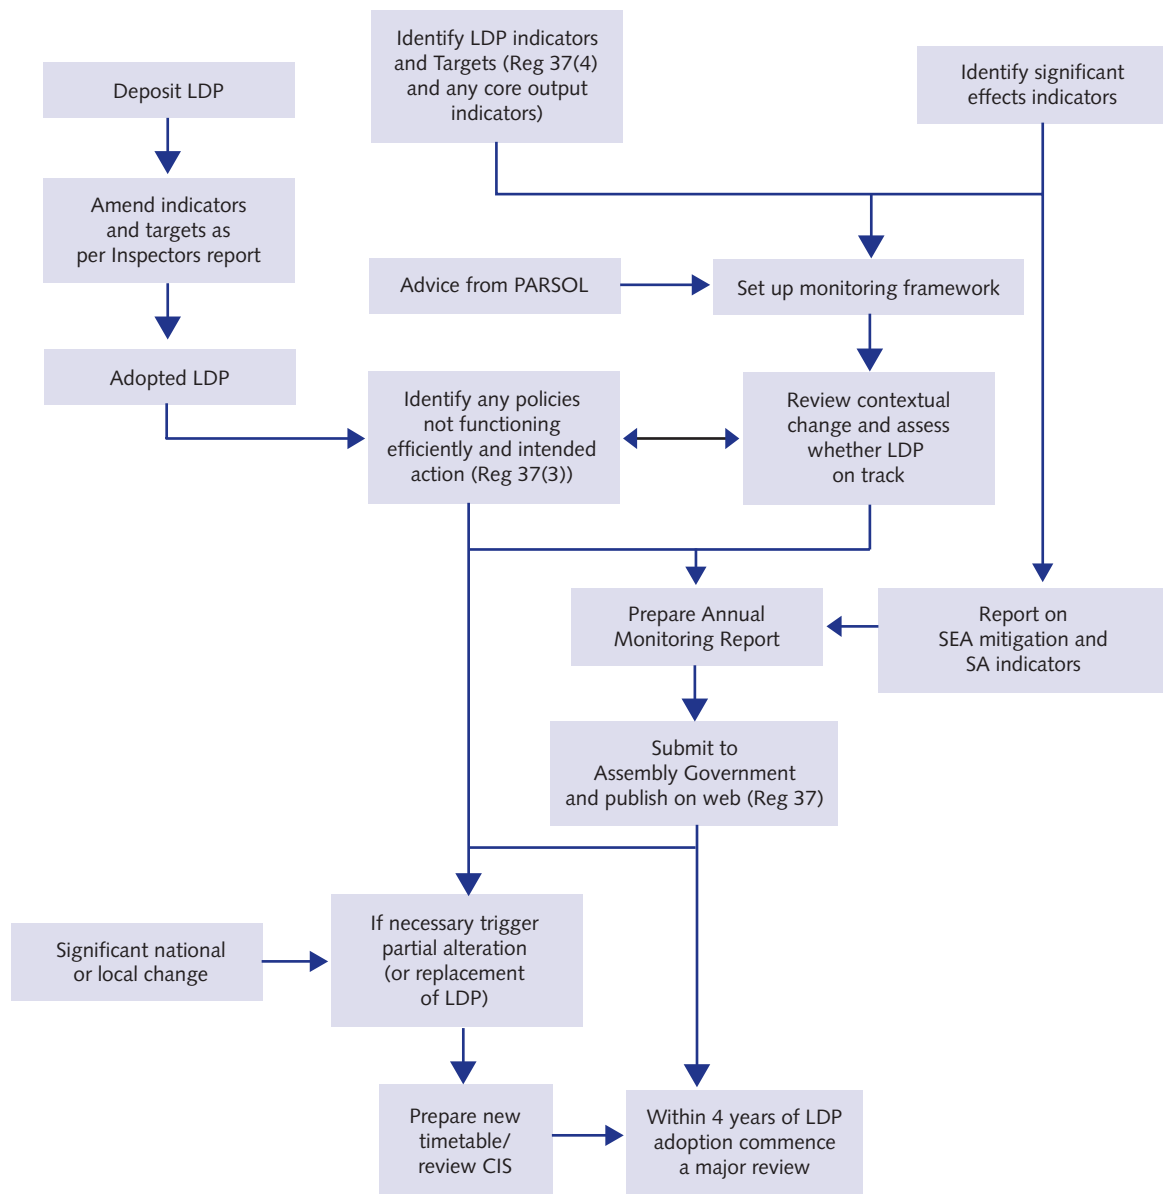 Identify LDP indicators
and Targets (Reg 37(4)
and any core output
indicators)
Identify significant
effects indicators
Deposit LDP
Amend indicators
and targets as
per Inspectors report
Advice from PARSOL
Set up monitoring framework
Adopted LDP
Identify any policies
not functioning
efficiently and intended
action (Reg 37(3))
Review contextual
change and assess
whether LDP
on track
Prepare Annual
Monitoring Report
Report on
SEA mitigation and
SA indicators
Submit to
Assembly Government
and publish on web (Reg 37)
Significant national
or local change
If necessary trigger
partial alteration
(or replacement
of LDP)
Prepare new
timetable/
review CIS
Within 4 years of LDP
adoption commence
a major review